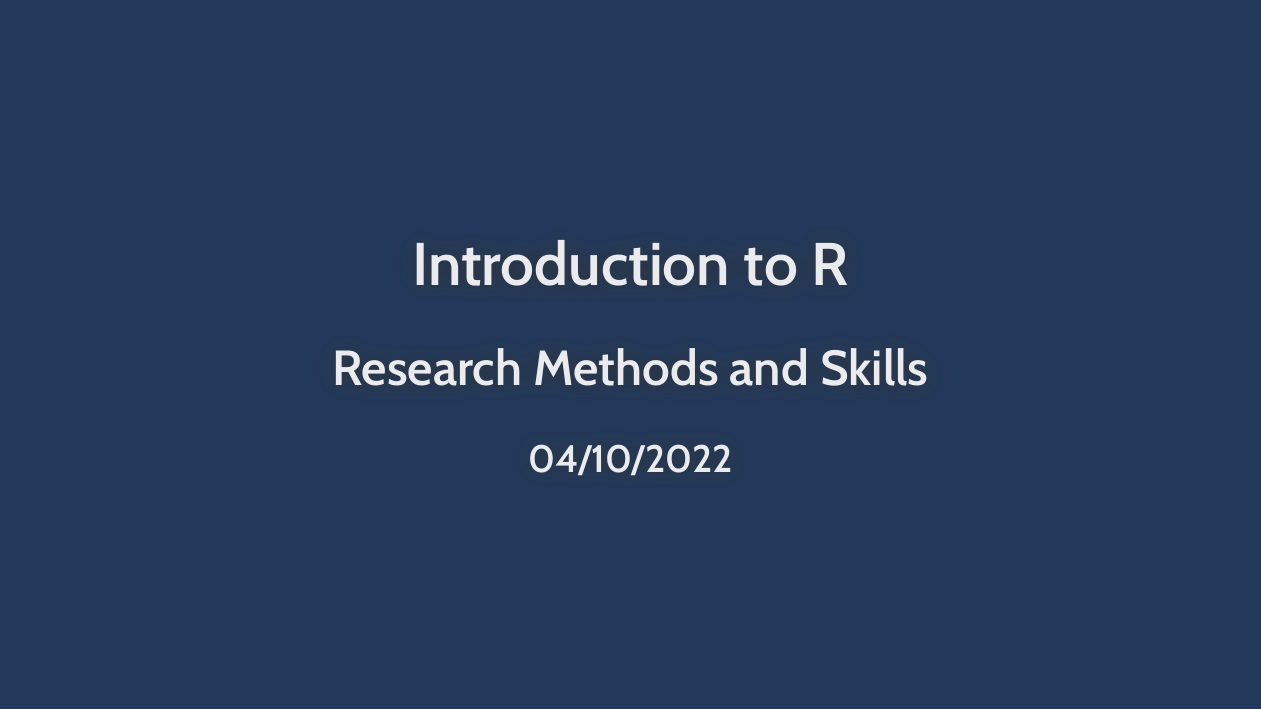 Introduction to R
Research Methods and Skills
04/10/2022